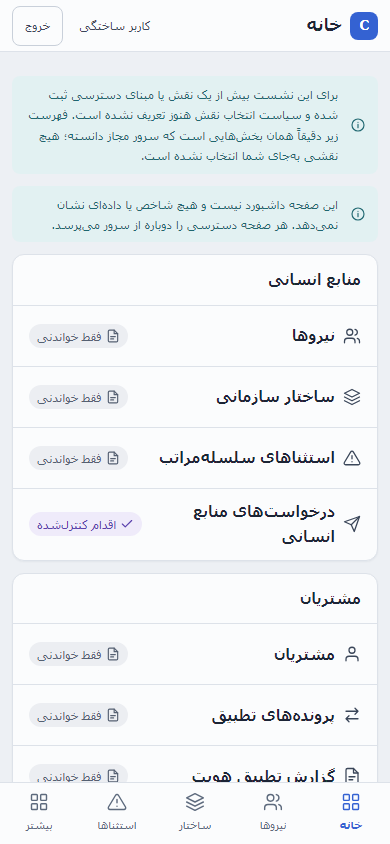 C
خانه
کاربر ساختگی
خروج
برای این نشست بیش از یک نقش یا مبنای دسترسی ثبت
شده و سیاست انتخاب نقش هنوز تعریف نشده است. فهرست
زیر دقیقاً همان بخش‌هایی است که سرور مجاز دانسته؛ هیچ
نقشی به‌جای شما انتخاب نشده است.
این صفحه داشبورد نیست و هیچ شاخص یا داده‌ای نشان
نمی‌دهد. هر صفحه دسترسی را دوباره از سرور می‌پرسد.
منابع انسانی
نیروها
فقط خواندنی
ساختار سازمانی
فقط خواندنی
استثناهای سلسله‌مراتب
فقط خواندنی
درخواست‌های منابع
انسانی
اقدام کنترل‌شده
مشتریان
مشتریان
فقط خواندنی
پرونده‌های تطبیق
فقط خواندنی
گزارش تطبیق هویت
فقط خواندنی
خانه
نیروها
ساختار
استثناها
بیشتر